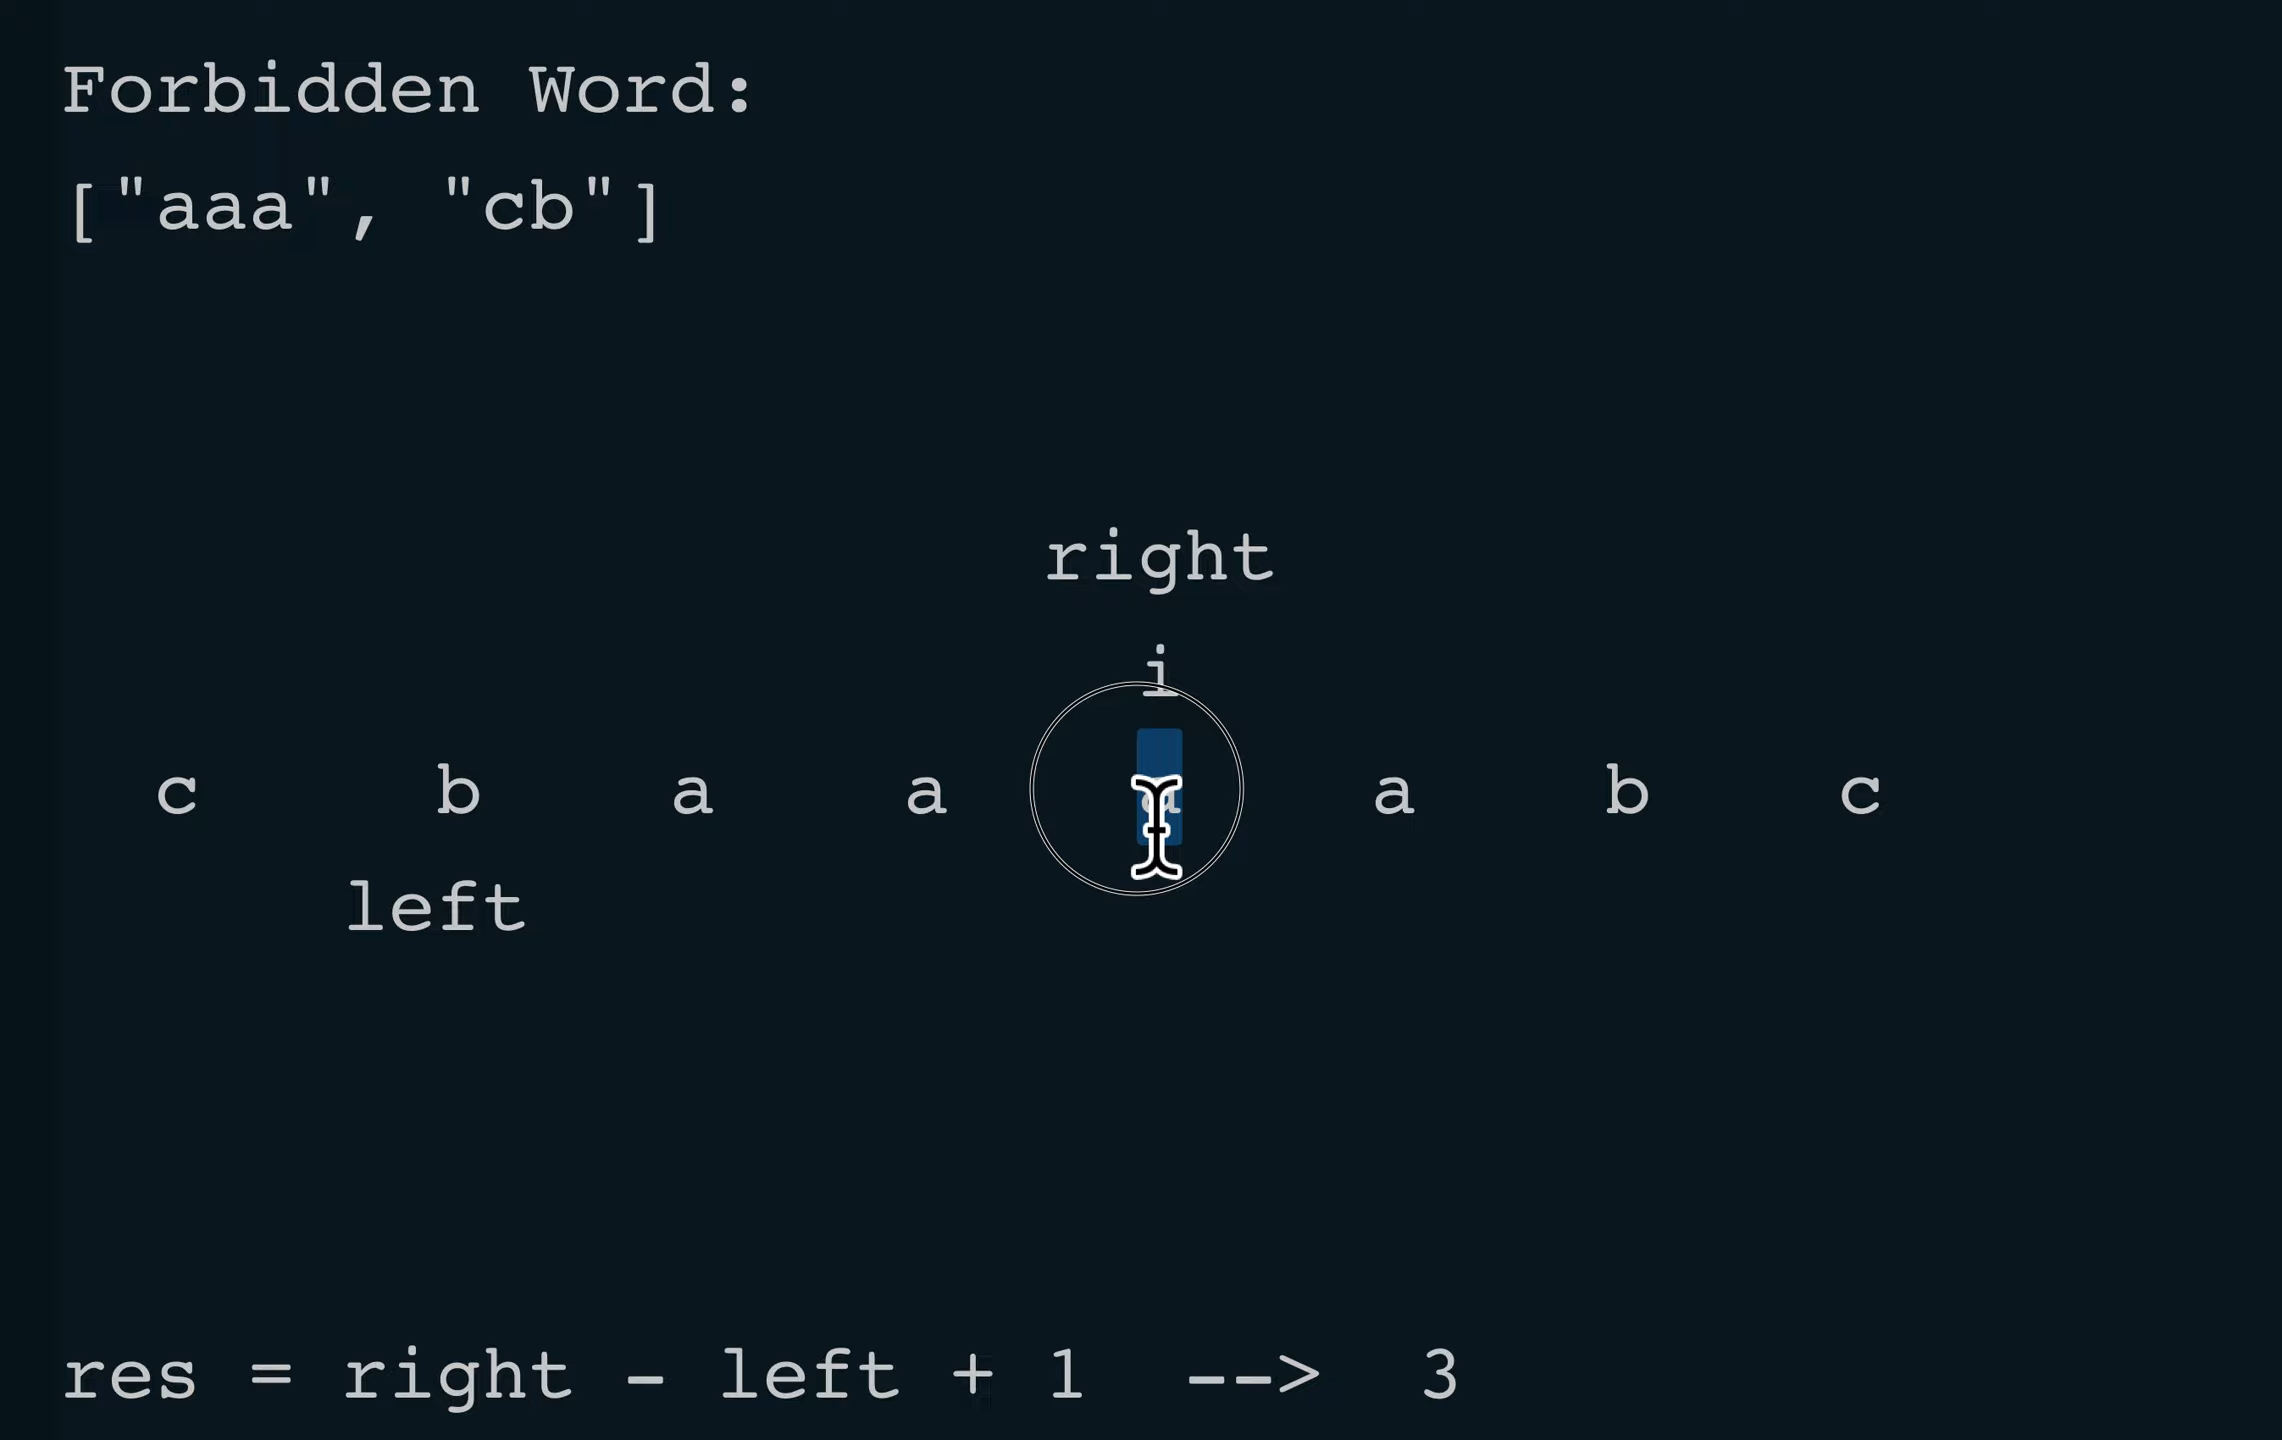 Forbidden Word:
["aaa", "cb"]
right
i
c b a a a a b c
left
res = right - left + 1 --> 3